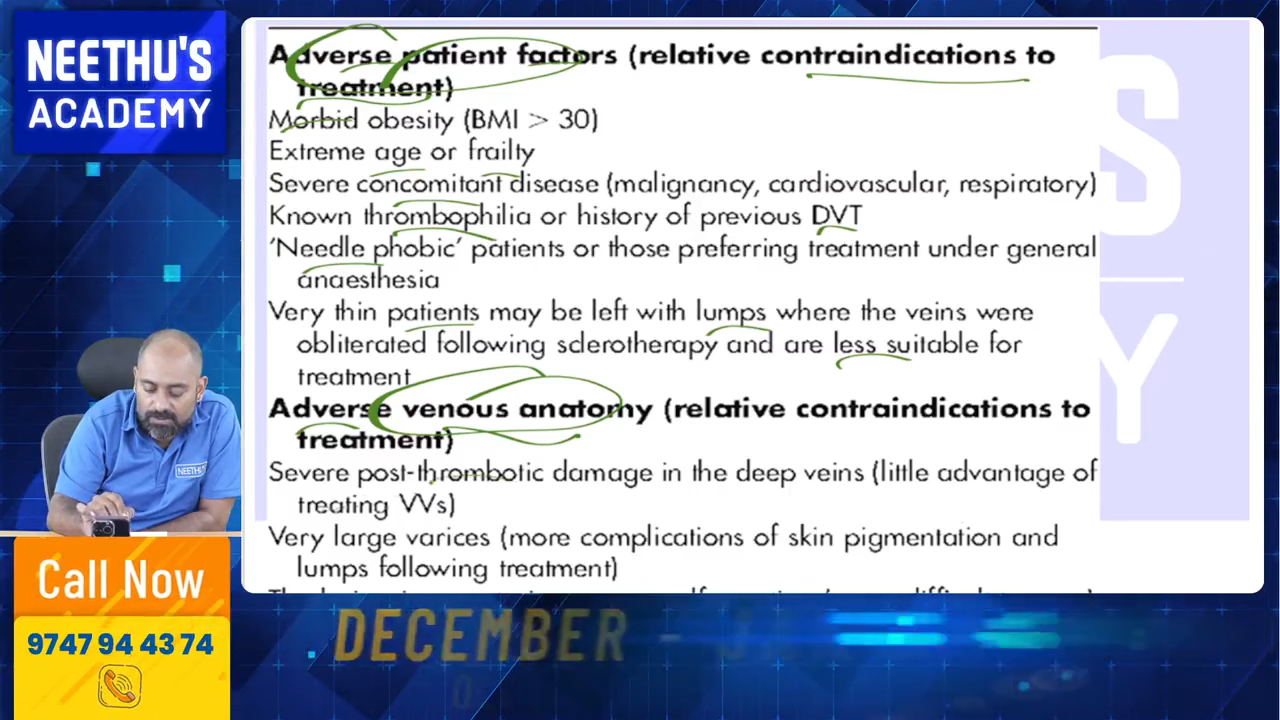 NEETHU'S
ACADEMY
Adverse patient factors (relative contraindications to
treatment)
Morbid obesity (BMI > 30)
Extreme age or frailty
Severe concomitant disease (malignancy, cardiovascular, respiratory)
Known thrombophilia or history of previous DVT
'Needle phobic' patients or those preferring treatment under general
anaesthesia
Very thin patients may be left with lumps where the veins were
obliterated following sclerotherapy and are less suitable for
treatment
Adverse venous anatomy (relative contraindications to
treatment)
Severe post-thrombotic damage in the deep veins (little advantage of
treating VVs)
Very large varices (more complications of skin pigmentation and
lumps following treatment)
S
Y
NEETHU'S
Call Now
9747 94 43 74
DECEMBER